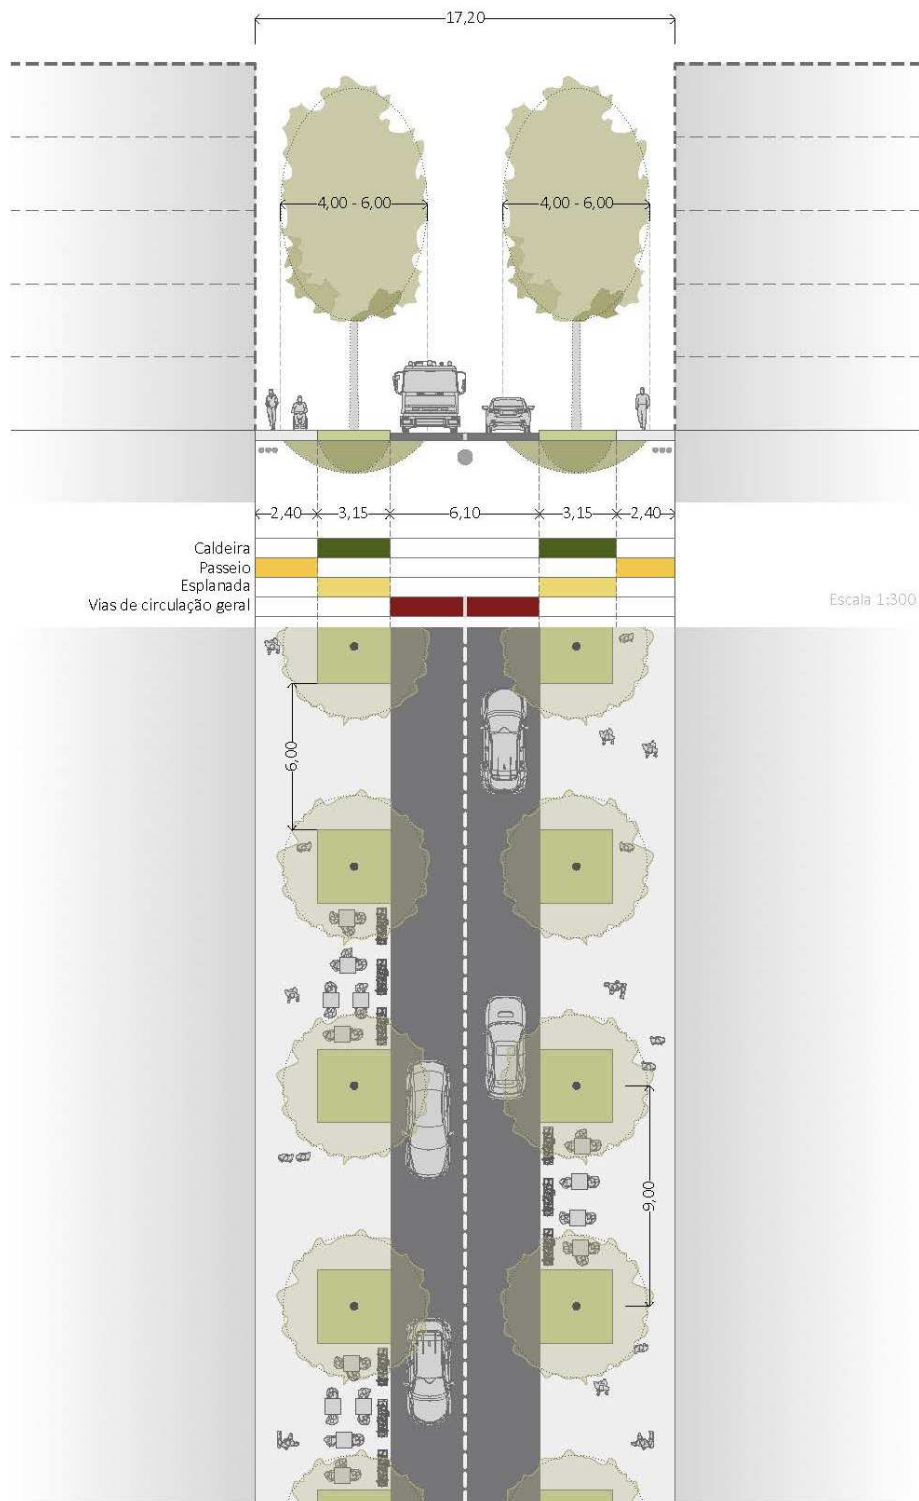 17,20
4,00 - 6,00 4,00 - 6,00
2,40 3,15 6,10 3,15 2,40
Caldeira
Passeio
Esplanada
Vias de circulação geral
Escala 1:300
6,00
9,00